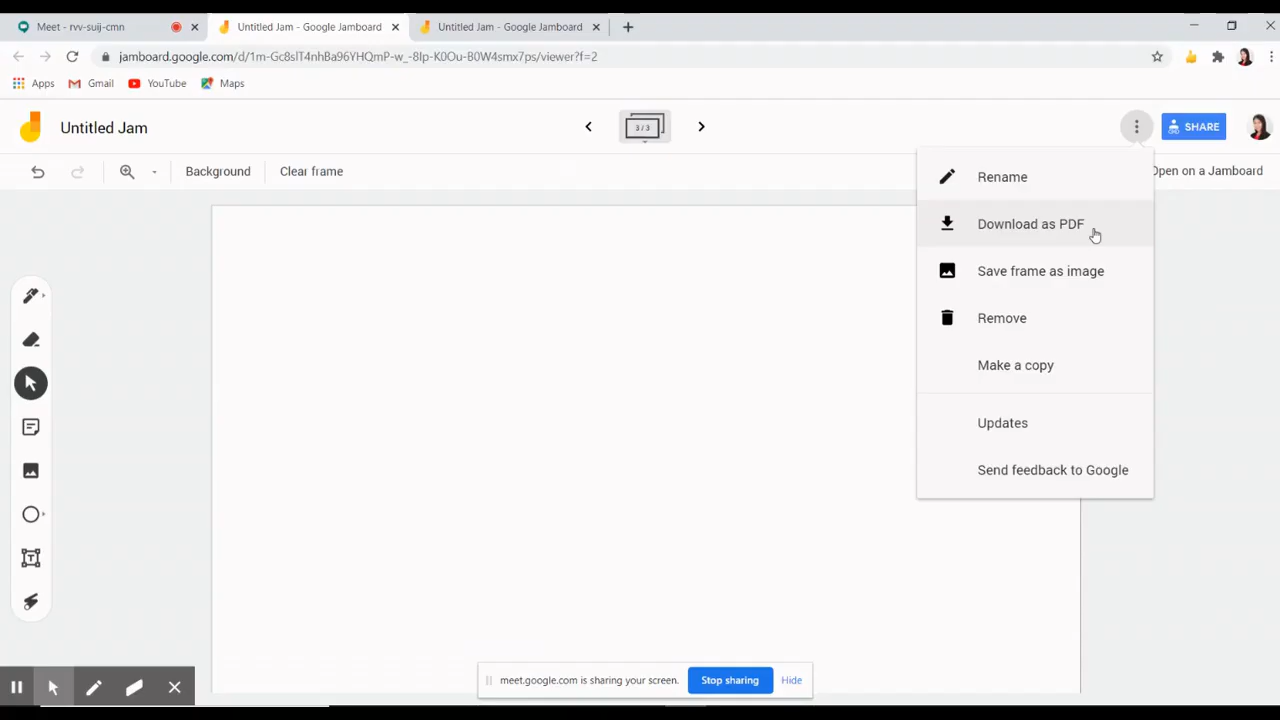 Meet - rvv-suij-cmn
Untitled Jam - Google Jamboard
Untitled Jam - Google Jamboard
jamboard.google.com/d/1m-Gc8slT4nhBa96YHQmP-w_-8Ip-K0Ou-B0W4smx7ps/viewer?f=2
Apps
Gmail
YouTube
Maps
Untitled Jam
3 / 3
SHARE
Background
Clear frame
Open on a Jamboard
Rename
Download as PDF
Save frame as image
Remove
Make a copy
Updates
Send feedback to Google
T
meet.google.com is sharing your screen.
Stop sharing
Hide